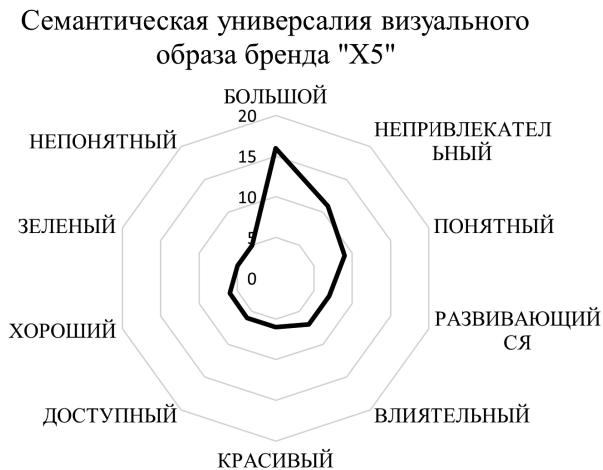 Семантическая универсалия визуального
образа бренда "X5"
БОЛЬШОЙ
НЕПРИВЛЕКАТЕЛ
ЬНЫЙ
ПОНЯТНЫЙ
РАЗВИВАЮЩИЙ
СЯ
ВЛИЯТЕЛЬНЫЙ
КРАСИВЫЙ
ДОСТУПНЫЙ
ХОРОШИЙ
ЗЕЛЕНЫЙ
НЕПОНЯТНЫЙ
20
15
10
5
0